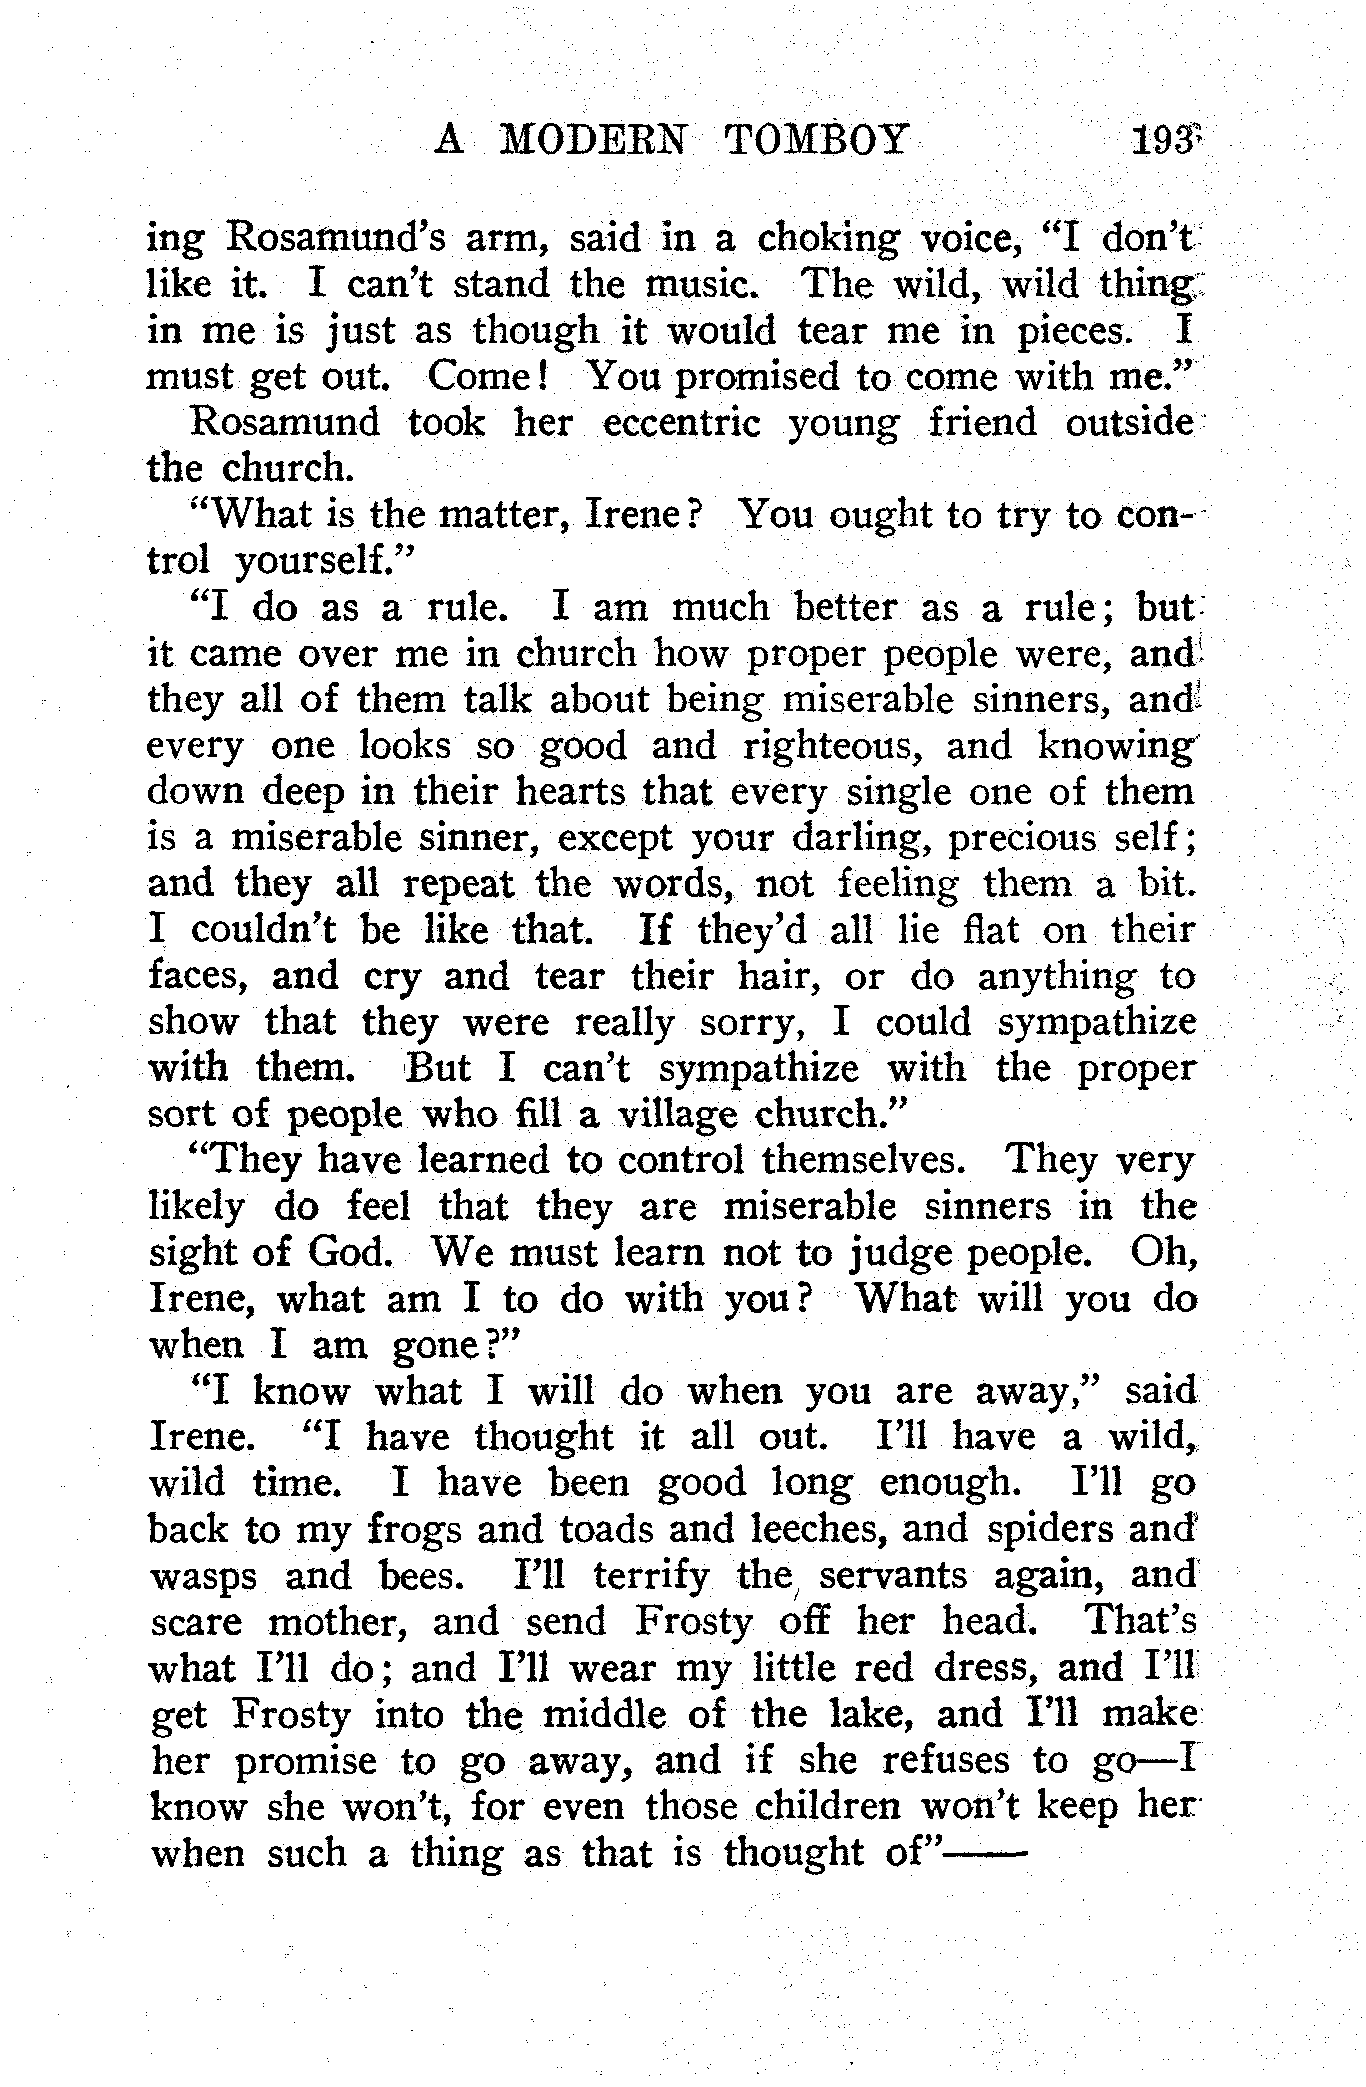 A MODERN TOMBOY 193
ing Rosamund's arm, said in a choking voice, “I don't
like it. I can't stand the music. The wild, wild thing
in me is just as though it would tear me in pieces. I
must get out. Come! You promised to come with me.”
Rosamund took her eccentric young friend outside
the church.
“What is the matter, Irene? You ought to try to con-
trol yourself.”
“I do as a rule. I am much better as a rule; but
it came over me in church how proper people were, and
they all of them talk about being miserable sinners, and
every one looks so good and righteous, and knowing
down deep in their hearts that every single one of them
is a miserable sinner, except your darling, precious self;
and they all repeat the words, not feeling them a bit.
I couldn't be like that. If they'd all lie flat on their
faces, and cry and tear their hair, or do anything to
show that they were really sorry, I could sympathize
with them. But I can't sympathize with the proper
sort of people who fill a village church.”
“They have learned to control themselves. They very
likely do feel that they are miserable sinners in the
sight of God. We must learn not to judge people. Oh,
Irene, what am I to do with you? What will you do
when I am gone?”
“I know what I will do when you are away,” said
Irene. “I have thought it all out. I'll have a wild,
wild time. I have been good long enough. I'll go
back to my frogs and toads and leeches, and spiders and
wasps and bees. I'll terrify the servants again, and
scare mother, and send Frosty off her head. That's
what I'll do; and I'll wear my little red dress, and I'll
get Frosty into the middle of the lake, and I'll make
her promise to go away, and if she refuses to go—I
know she won't, for even those children won't keep her
when such a thing as that is thought of”——